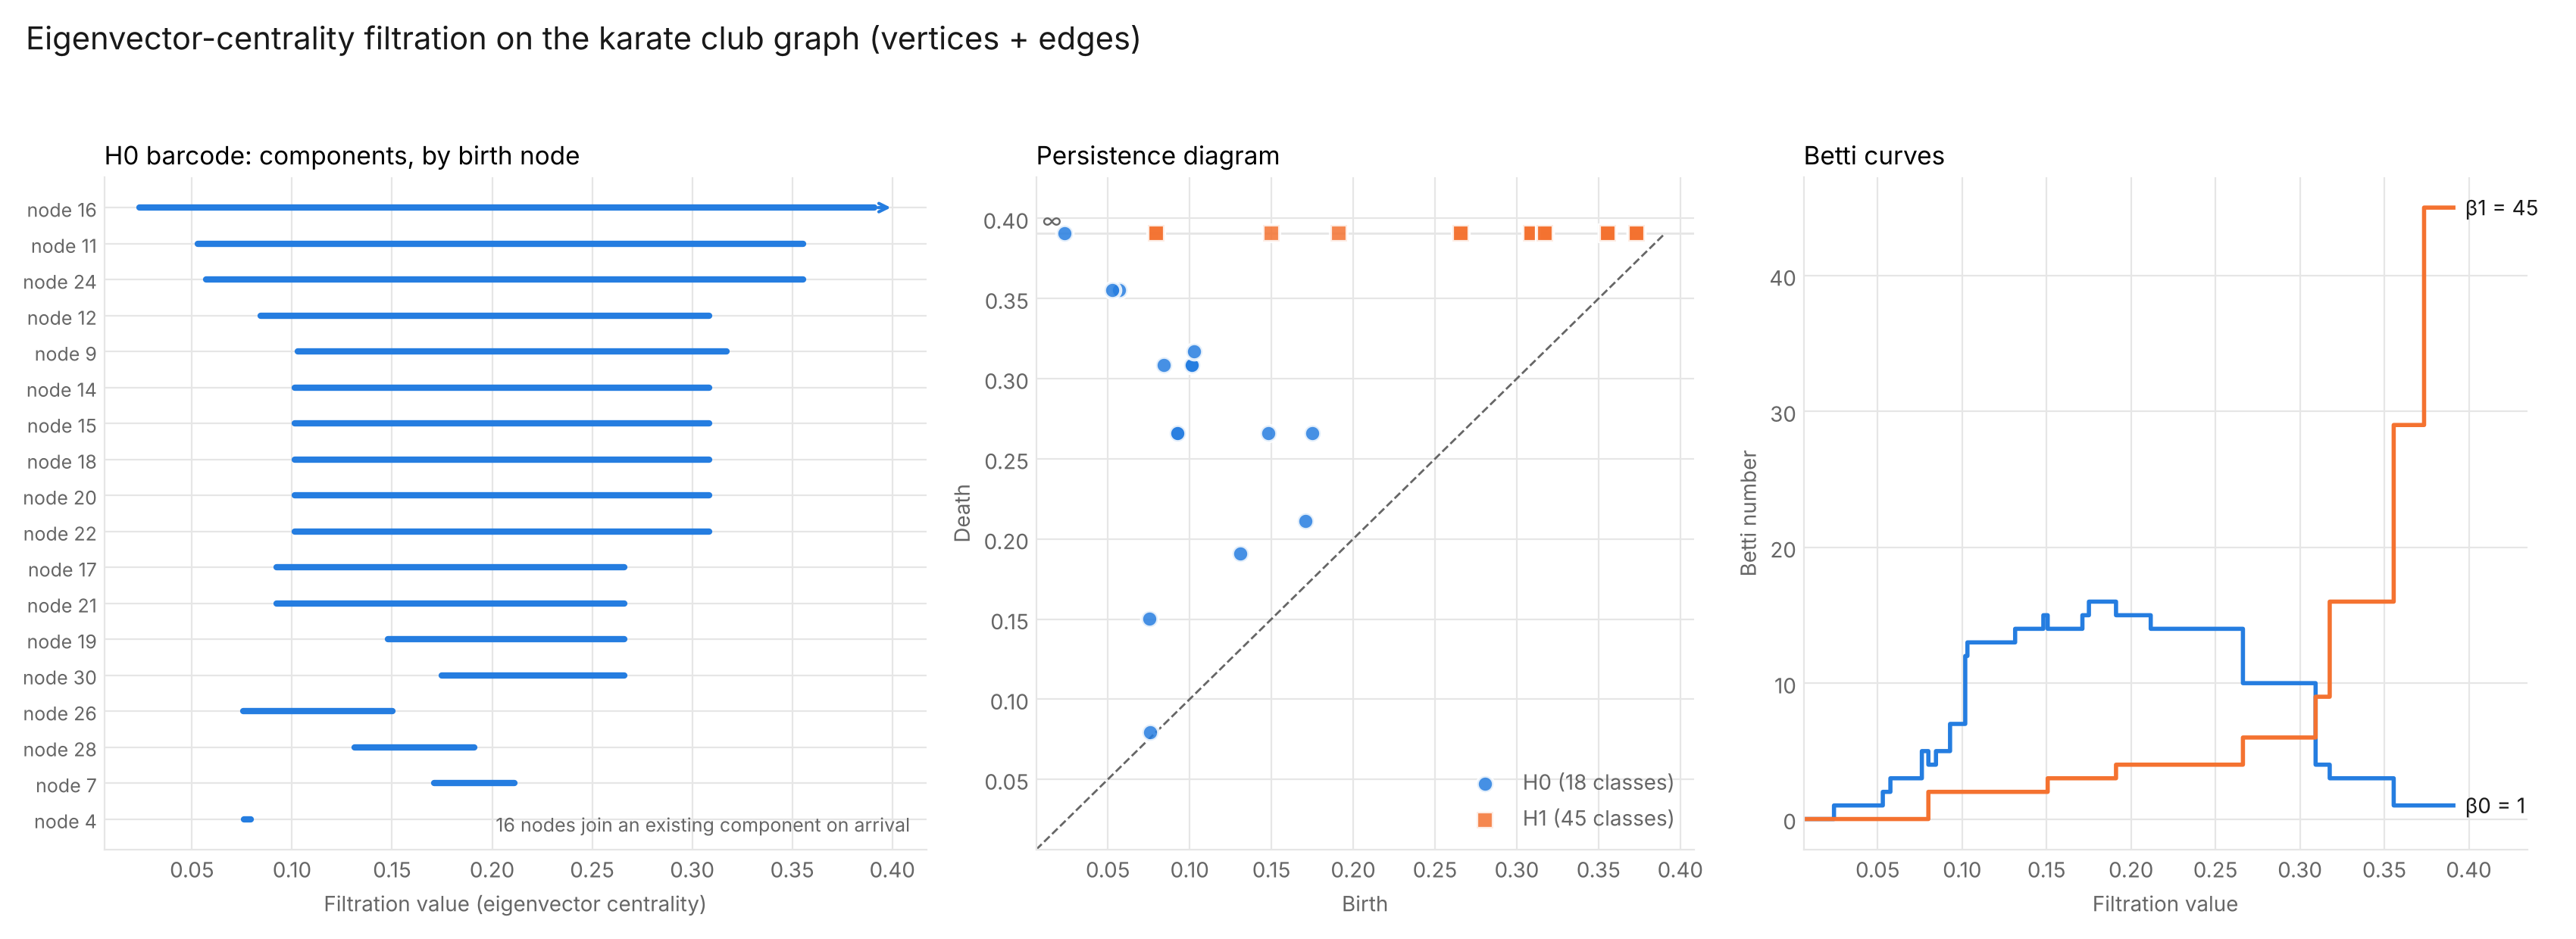 Eigenvector-centrality filtration on the karate club graph (vertices + edges)
H0 barcode: components, by birth node
node 16
node 11
node 24
node 12
node 9
node 14
node 15
node 18
node 20
node 22
node 17
node 21
node 19
node 30
node 26
node 28
node 7
node 4
16 nodes join an existing component on arrival
0.05 0.10 0.15 0.20 0.25 0.30 0.35 0.40
Filtration value (eigenvector centrality)
Persistence diagram
Death
0.40
∞
0.35
0.30
0.25
0.20
0.15
0.10
0.05
H0 (18 classes)
H1 (45 classes)
0.05 0.10 0.15 0.20 0.25 0.30 0.35 0.40
Birth
Betti curves
Betti number
β1 = 45
40
30
20
10
0
β0 = 1
0.05 0.10 0.15 0.20 0.25 0.30 0.35 0.40
Filtration value